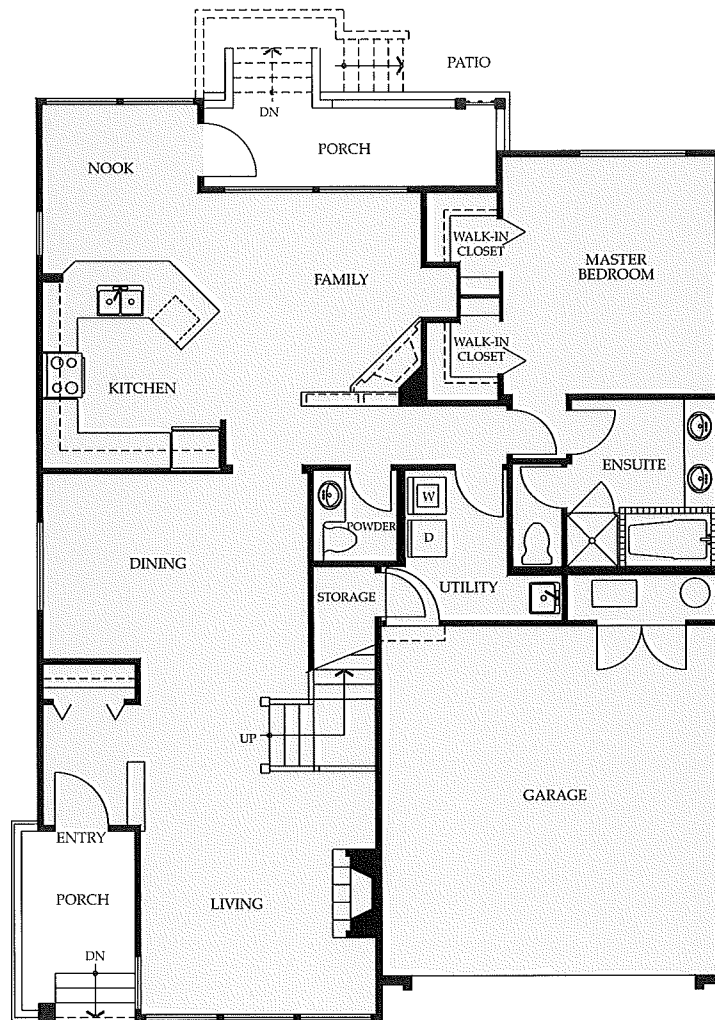 PATIO
DN
PORCH
NOOK
WALK-IN
CLOSET
MASTER
BEDROOM
FAMILY
WALK-IN
CLOSET
KITCHEN
ENSUITE
W
POWDER
D
DINING
UTILITY
STORAGE
UP
GARAGE
ENTRY
PORCH
LIVING
DN